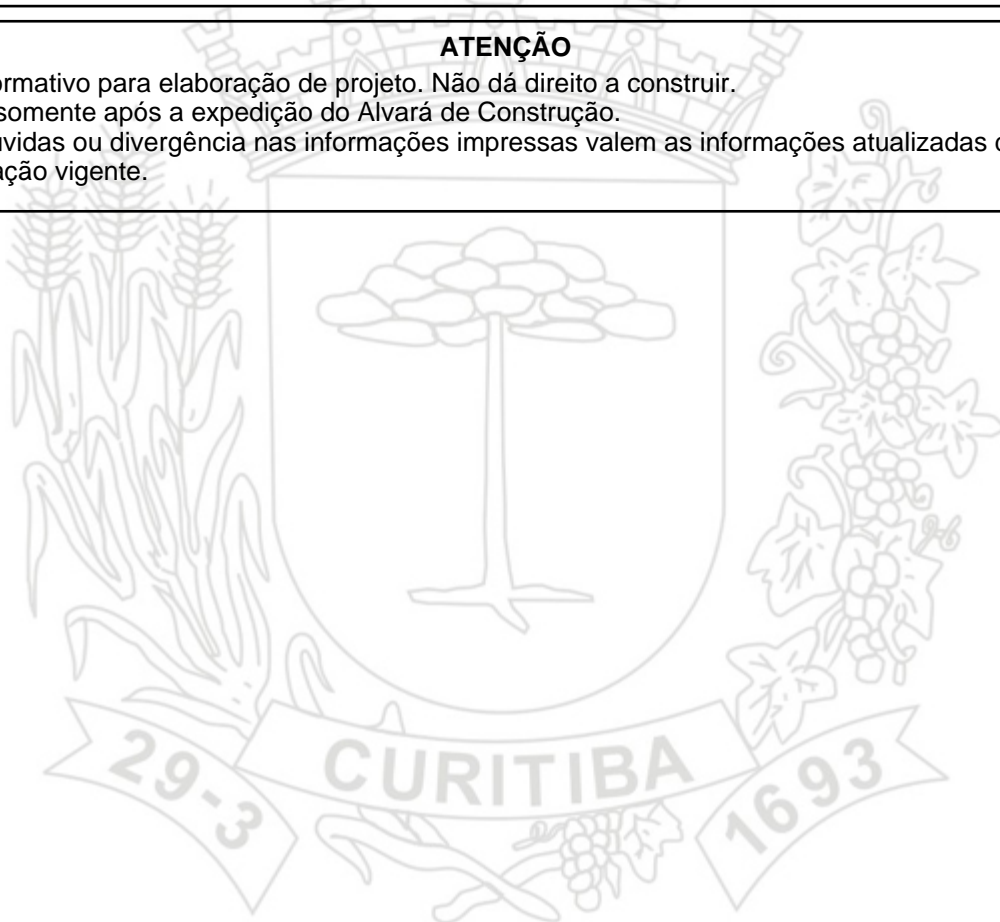 ATENÇÃO
ormativo para elaboração de projeto. Não dá direito a construir.
somente após a expedição do Alvará de Construção.
vidas ou divergência nas informações impressas valem as informações atualizadas
ação vigente.
CURITIBA
29-3
1693